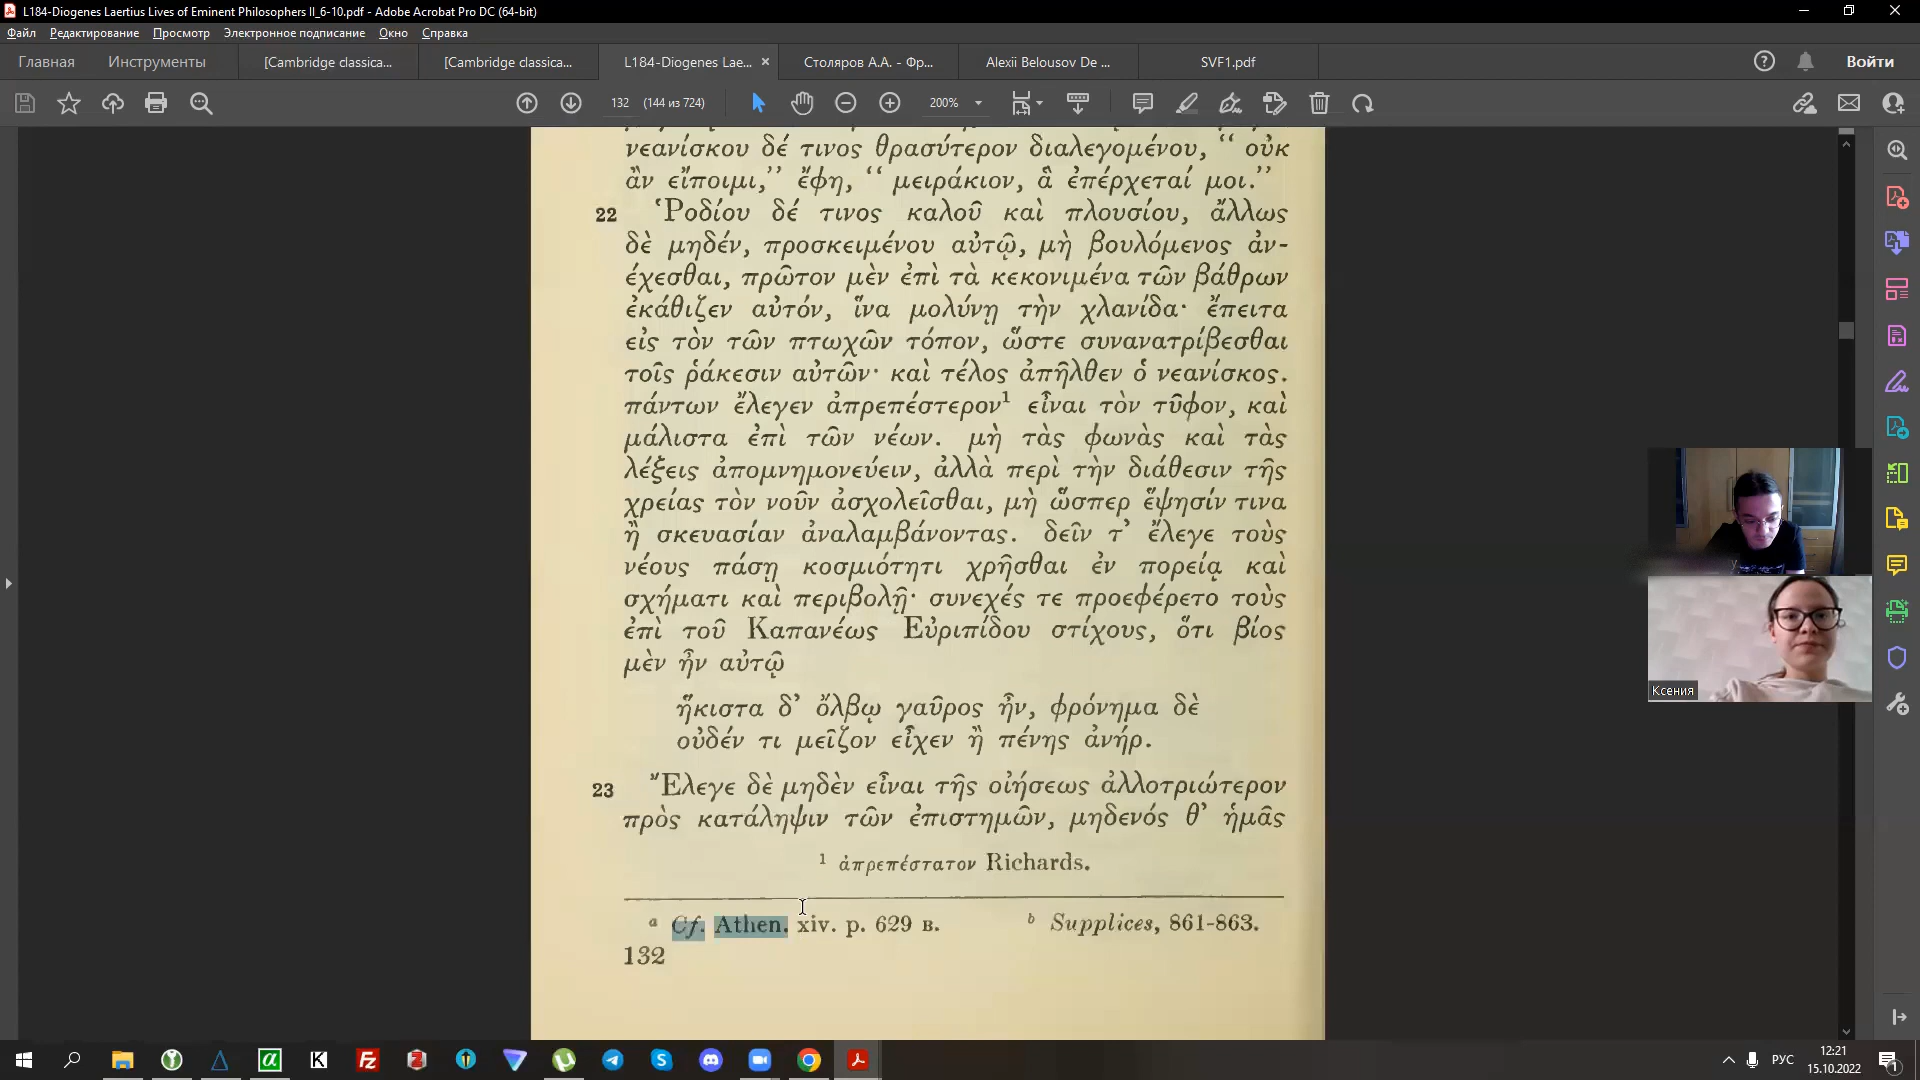 L184-Diogenes Laertius Lives of Eminent Philosophers II_6-10.pdf - Adobe Acrobat Pro DC (64-bit)
Файл Редактирование Просмотр Электронное подписание Окно Справка
Главная Инструменты [Cambridge classica... [Cambridge classica... L184-Diogenes Lae... Столяров А.А. - Фр... Alexii Belousov De ... SVF1.pdf Войти
132 (144 из 724) 200%
νεανίσκου δέ τινος θρασύτερον διαλεγομένου, “ οὐκ
ἂν εἴποιμι,” ἔφη, “ μειράκιον, ἃ ἐπέρχεταί μοι.”
22 Ῥοδίου δέ τινος καλοῦ καὶ πλουσίου, ἄλλως
δὲ μηδέν, προσκειμένου αὐτῷ, μὴ βουλόμενος ἀν-
έχεσθαι, πρῶτον μὲν ἐπὶ τὰ κεκονιμένα τῶν βάθρων
ἐκάθιζεν αὐτόν, ἵνα μολύνῃ τὴν χλανίδα· ἔπειτα
εἰς τὸν τῶν πτωχῶν τόπον, ὥστε συνανατρίβεσθαι
τοῖς ῥάκεσιν αὐτῶν· καὶ τέλος ἀπῆλθεν ὁ νεανίσκος.
πάντων ἔλεγεν ἀπρεπέστερον¹ εἶναι τὸν τῦφον, καὶ
μάλιστα ἐπὶ τῶν νέων. μὴ τὰς φωνὰς καὶ τὰς
λέξεις ἀπομνημονεύειν, ἀλλὰ περὶ τὴν διάθεσιν τῆς
χρείας τὸν νοῦν ἀσχολεῖσθαι, μὴ ὥσπερ ἕψησίν τινα
ἢ σκευασίαν ἀναλαμβάνοντας. δεῖν τ’ ἔλεγε τοὺς
νέους πάσῃ κοσμιότητι χρῆσθαι ἐν πορείᾳ καὶ
σχήματι καὶ περιβολῇ· συνεχές τε προεφέρετο τοὺς
ἐπὶ τοῦ Καπανέως Εὐριπίδου στίχους, ὅτι βίος
μὲν ἦν αὐτῷ
ἥκιστα δ’ ὄλβῳ γαῦρος ἦν, φρόνημα δὲ
οὐδέν τι μεῖζον εἶχεν ἢ πένης ἀνήρ.
23 Ἔλεγε δὲ μηδὲν εἶναι τῆς οἰήσεως ἀλλοτριώτερον
πρὸς κατάληψιν τῶν ἐπιστημῶν, μηδενός θ’ ἡμᾶς
¹ ἀπρεπέστατον Richards.
ᵃ Cf. Athen. xiv. p. 629 B. ᵇ Supplices, 861-863.
132
Ксения
РУС
12:21
15.10.2022